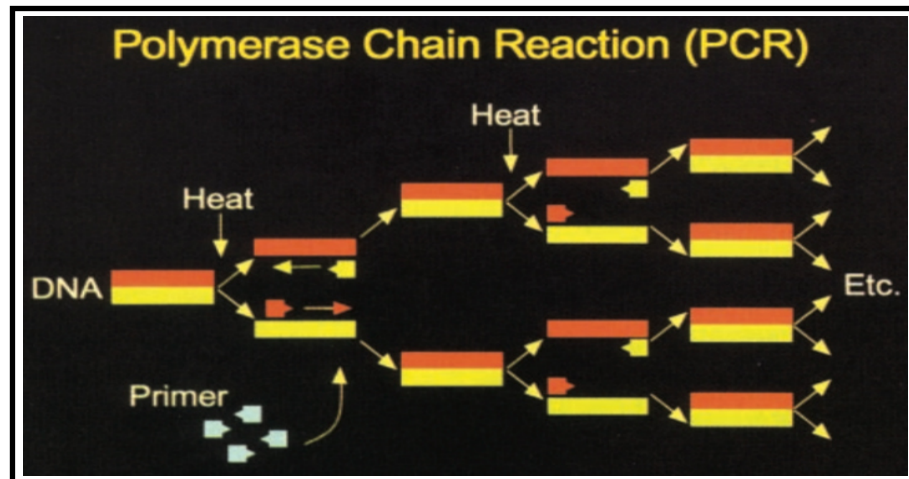 Polymerase Chain Reaction (PCR)
Heat
Heat
DNA
Etc.
Primer